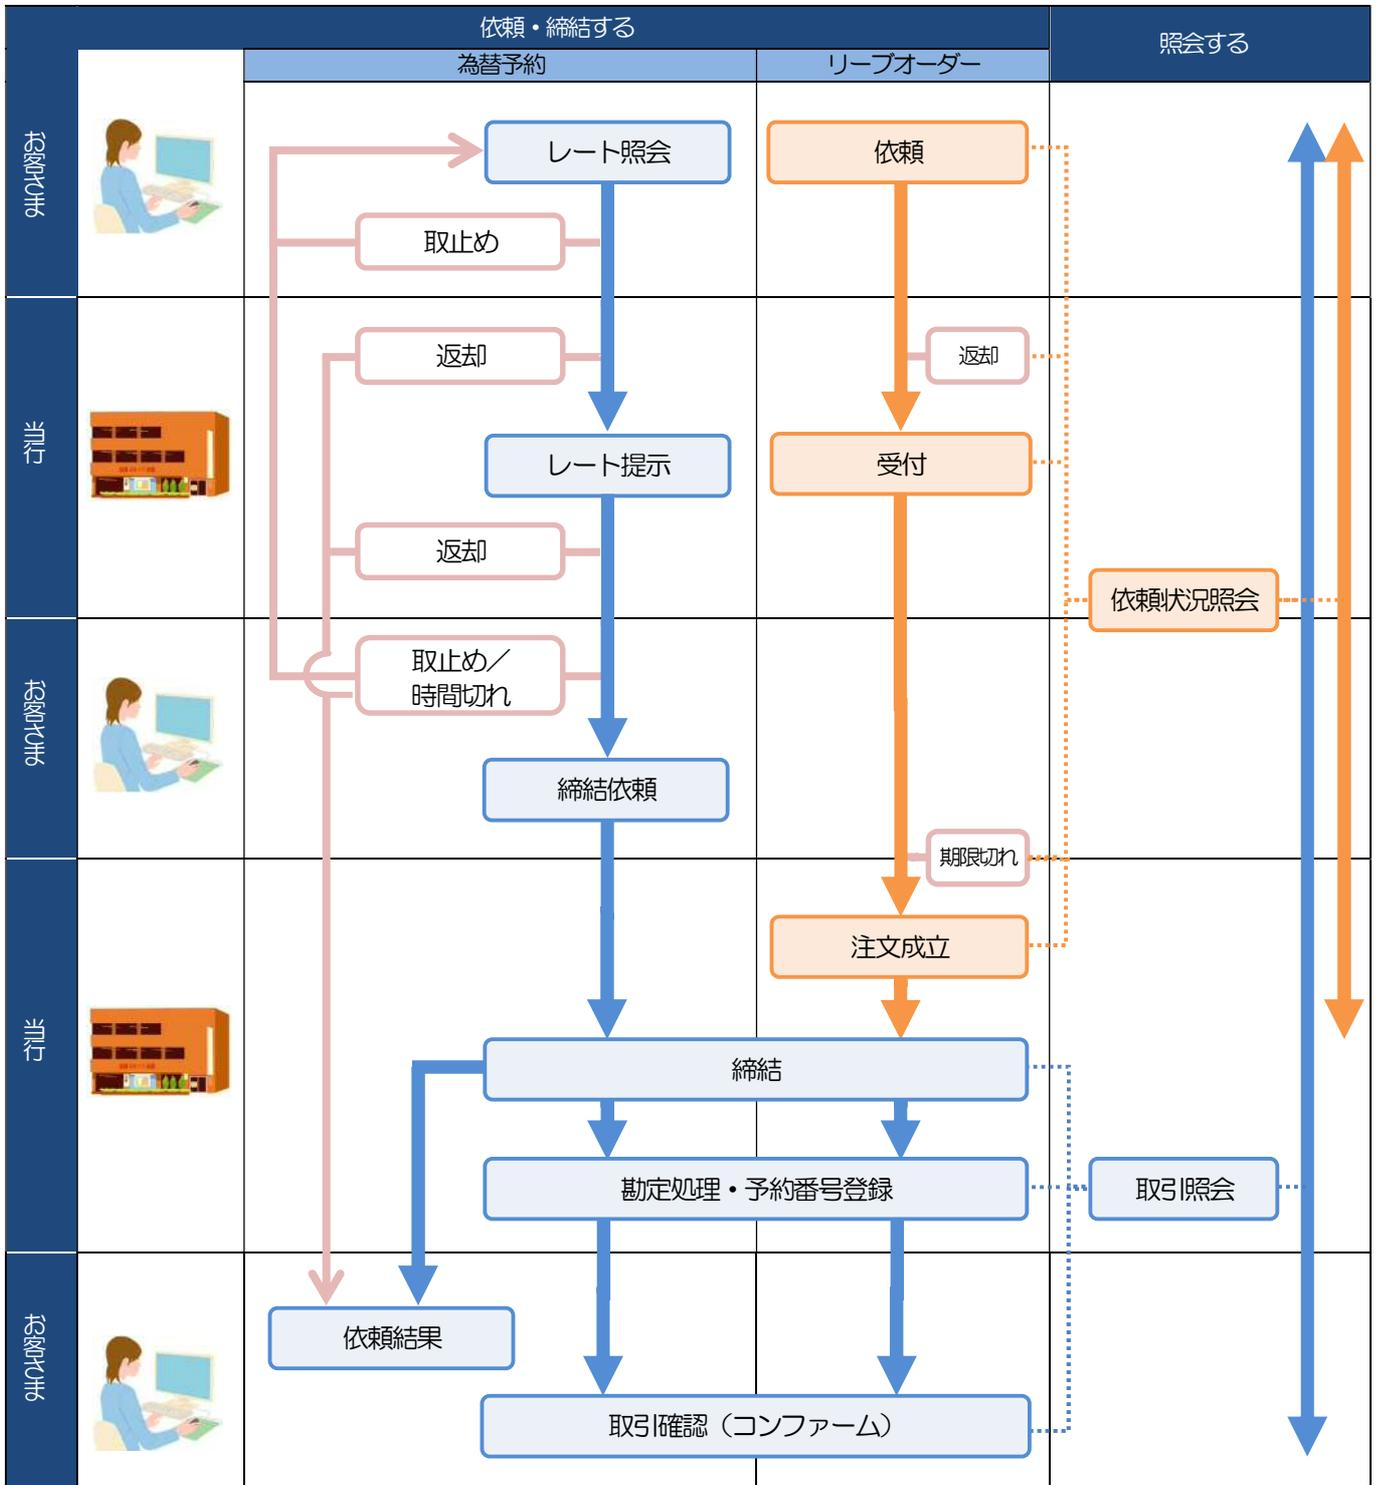 依頼・締結する
照会する
為替予約
リーブオーダー
お客さま
レート照会
依頼
取止め
当行
返却
返却
レート提示
受付
返却
依頼状況照会
お客さま
取止め／
時間切れ
締結依頼
期限切れ
当行
注文成立
締結
勘定処理・予約番号登録
取引照会
お客さま
依頼結果
取引確認（コンファーム）